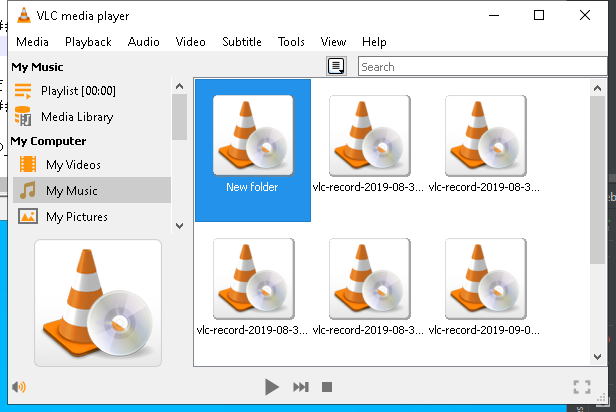 VLC media player
Media Playback Audio Video Subtitle Tools View Help
My Music
Search
Playlist [00:00]
Media Library
My Computer
My Videos
My Music
My Pictures
New folder
vlc-record-2019-08-3...
vlc-record-2019-08-3...
vlc-record-2019-08-3...
vlc-record-2019-08-3...
vlc-record-2019-09-0...